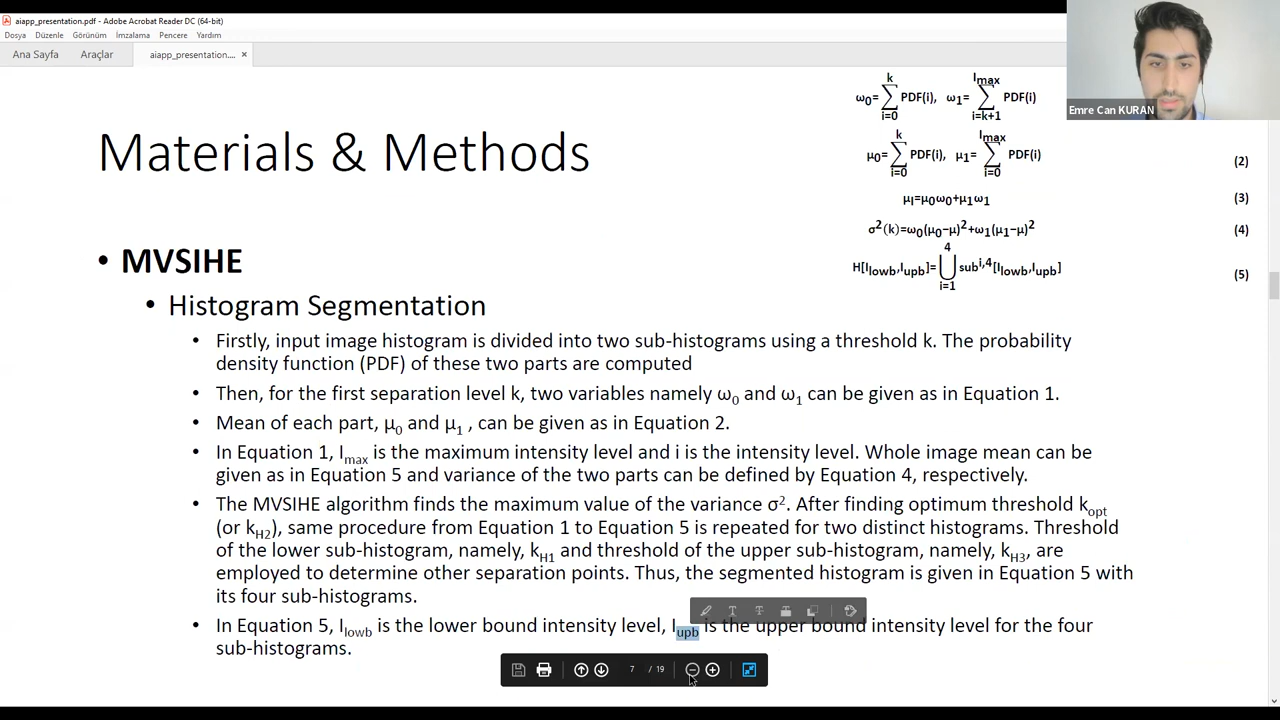 aiapp_presentation.pdf - Adobe Acrobat Reader DC (64-bit)
Dosya Düzenle Görünüm İmzalama Pencere Yardım
Ana Sayfa Araçlar aiapp_presentation.... ×
Emre Can KURAN
ω0=∑(i=0, k) PDF(i), ω1=∑(i=k+1, Imax) PDF(i)
μ0=∑(i=0, k) PDF(i), μ1=∑(i=0, Imax) PDF(i) (2)
μI=μ0ω0+μ1ω1 (3)
σ²(k)=ω0(μ0−μ)²+ω1(μ1−μ)² (4)
H[Ilowb,Iupb]=⋃(i=1, 4) sub^i,4[Ilowb,Iupb] (5)
Materials & Methods
• MVSIHE
• Histogram Segmentation
• Firstly, input image histogram is divided into two sub-histograms using a threshold k. The probability
density function (PDF) of these two parts are computed
• Then, for the first separation level k, two variables namely ω0 and ω1 can be given as in Equation 1.
• Mean of each part, μ0 and μ1 , can be given as in Equation 2.
• In Equation 1, Imax is the maximum intensity level and i is the intensity level. Whole image mean can be
given as in Equation 5 and variance of the two parts can be defined by Equation 4, respectively.
• The MVSIHE algorithm finds the maximum value of the variance σ². After finding optimum threshold kopt
(or kH2), same procedure from Equation 1 to Equation 5 is repeated for two distinct histograms. Threshold
of the lower sub-histogram, namely, kH1 and threshold of the upper sub-histogram, namely, kH3, are
employed to determine other separation points. Thus, the segmented histogram is given in Equation 5 with
its four sub-histograms.
• In Equation 5, Ilowb is the lower bound intensity level, Iupb is the upper bound intensity level for the four
sub-histograms.
7 / 19